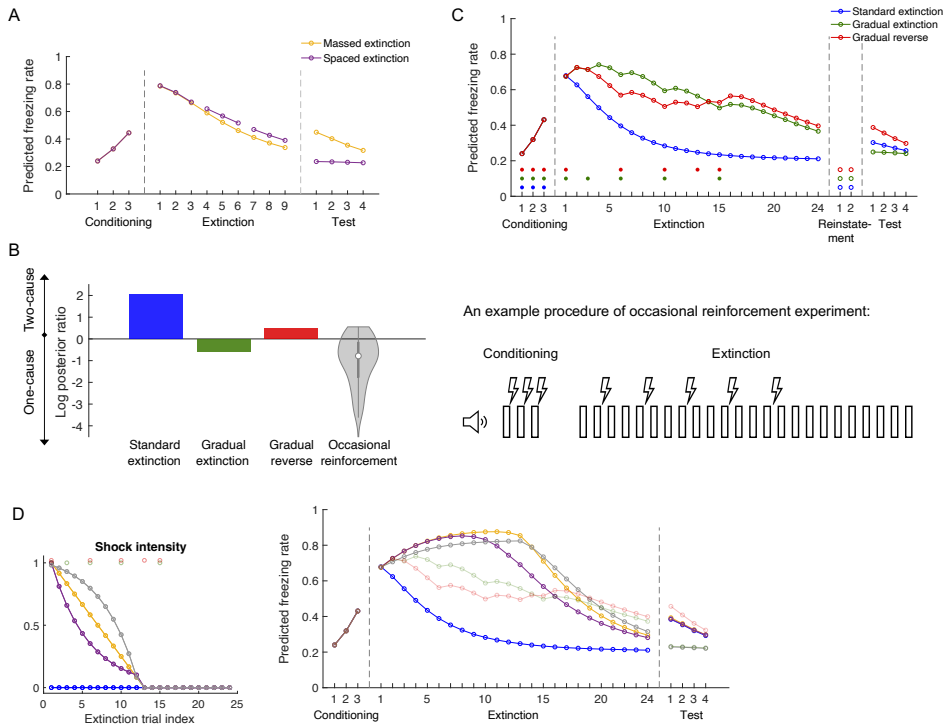 A
Massed extinction
Spaced extinction
Predicted freezing rate
1
0.8
0.6
0.4
0.2
0
1 2 3 1 2 3 4 5 6 7 8 9 1 2 3 4
Conditioning Extinction Test
C
Standard extinction
Gradual extinction
Gradual reverse
Predicted freezing rate
1
0.8
0.6
0.4
0.2
0
1 2 3 1 5 10 15 20 24 1 2 1 2 3 4
Conditioning Extinction Reinstate-
ment
Test
B
Two-cause
One-cause
Log posterior ratio
2
1
0
-1
-2
-3
-4
Standard
extinction
Gradual
extinction
Gradual
reverse
Occasional
reinforcement
An example procedure of occasional reinforcement experiment:
Conditioning Extinction
D
Shock intensity
1
0.5
0
0 5 10 15 20 25
Extinction trial index
Predicted freezing rate
1
0.8
0.6
0.4
0.2
0
1 2 3 1 5 10 15 20 24 1 2 3 4
Conditioning Extinction Test